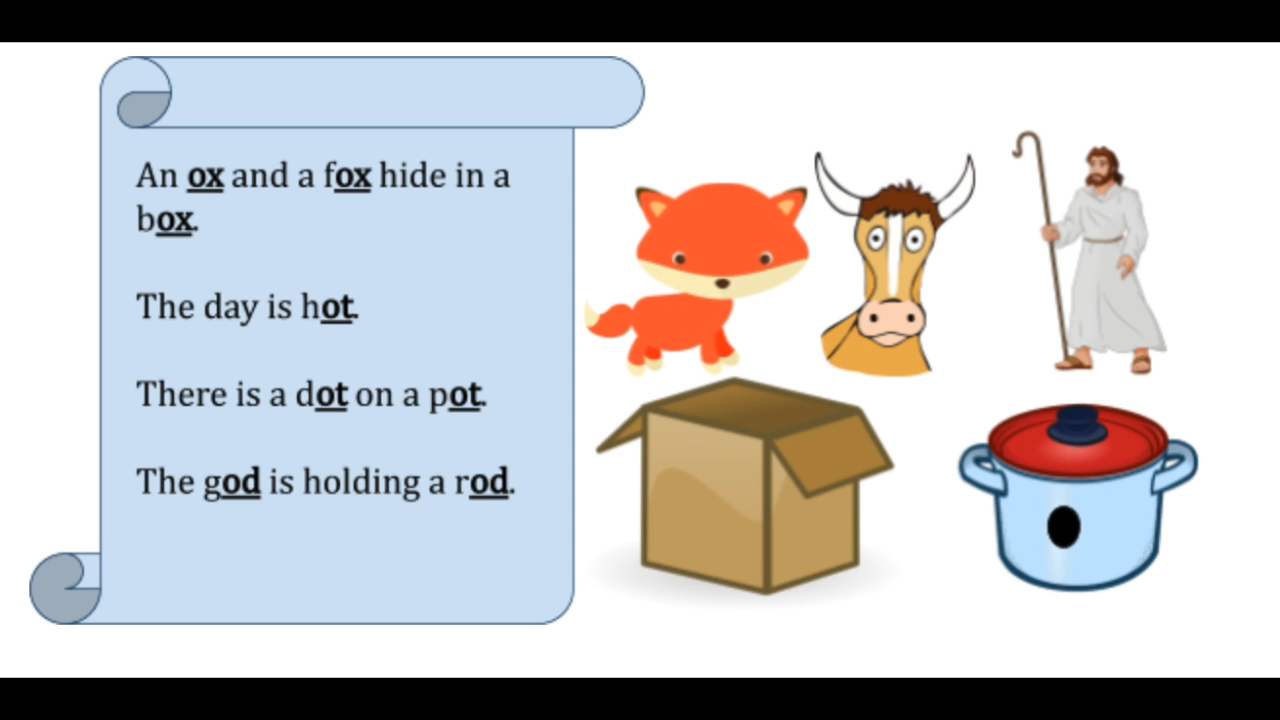 An ox and a fox hide in a
box.
The day is hot.
There is a dot on a pot.
The god is holding a rod.